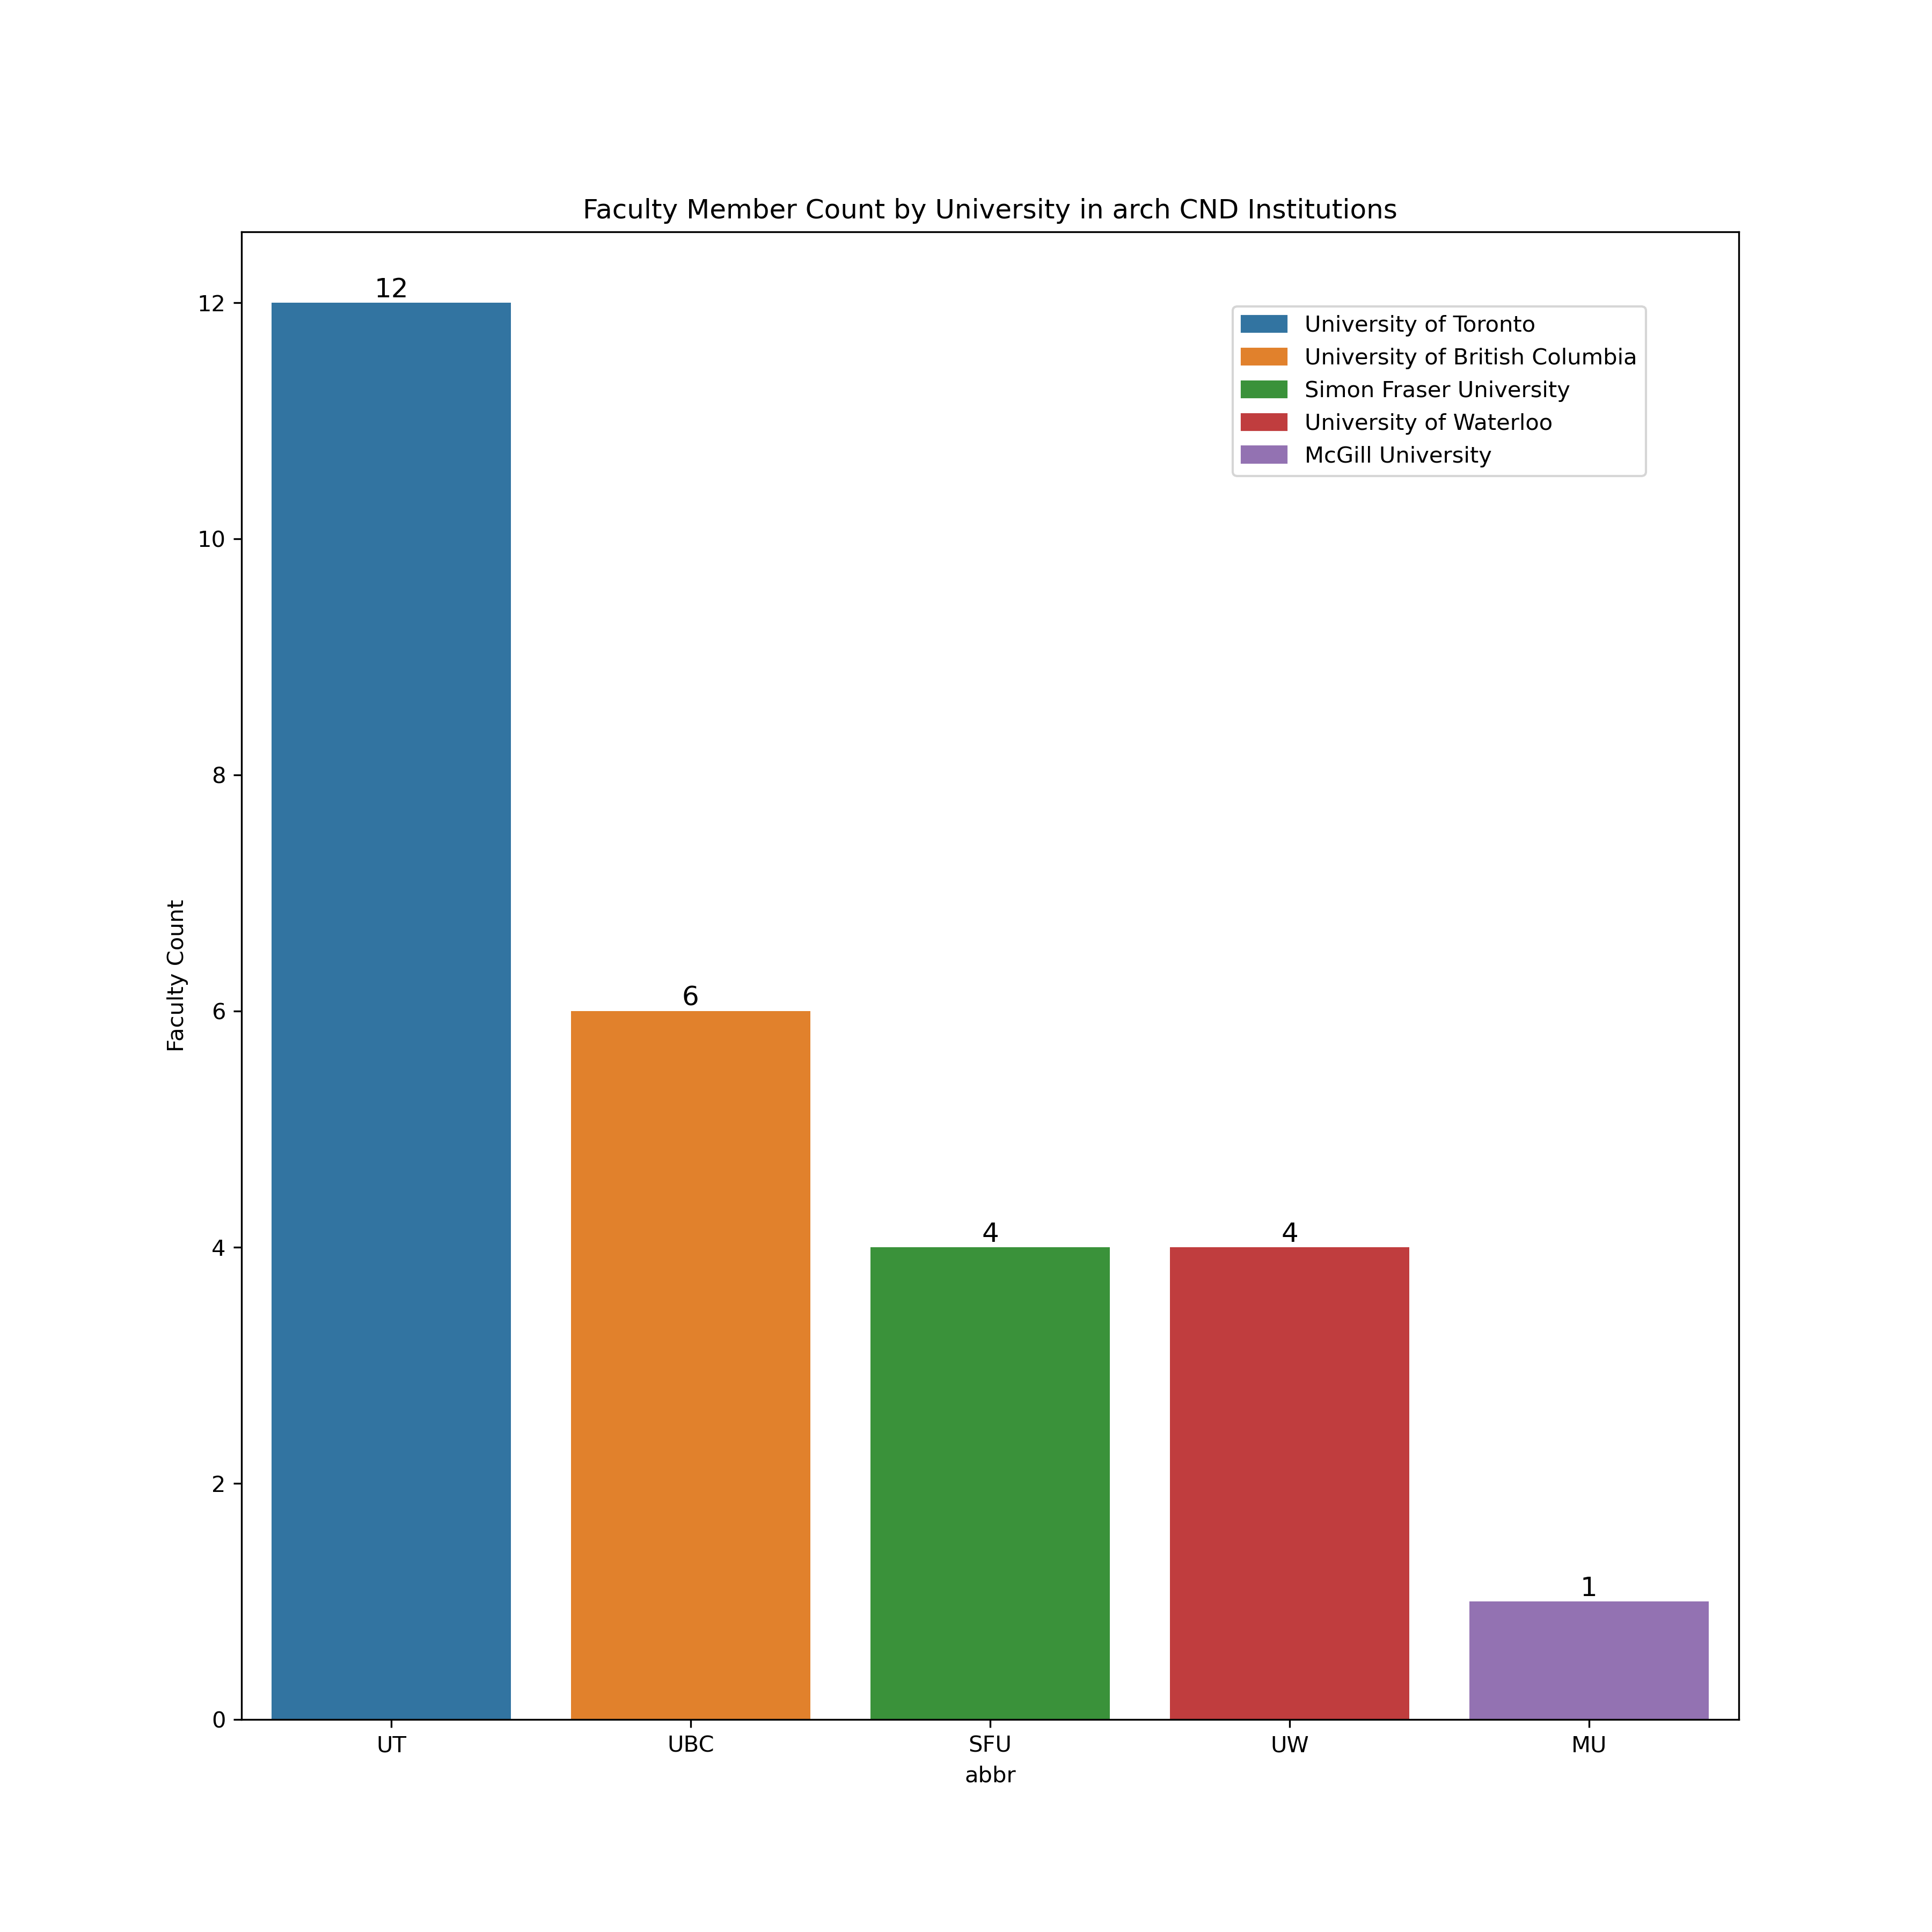 Faculty Member Count by University in arch CND Institutions
12
University of Toronto
University of British Columbia
Simon Fraser University
University of Waterloo
McGill University
6
4
4
1
12
10
8
6
4
2
0
Faculty Count
UT UBC SFU UW MU
abbr